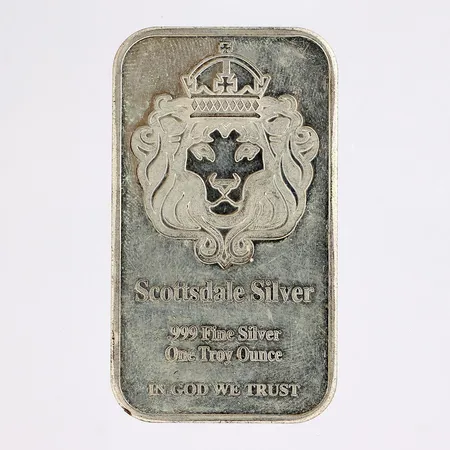 Scottsdale Silver
999 Fine Silver
One Troy Ounce
IN GOD WE TRUST